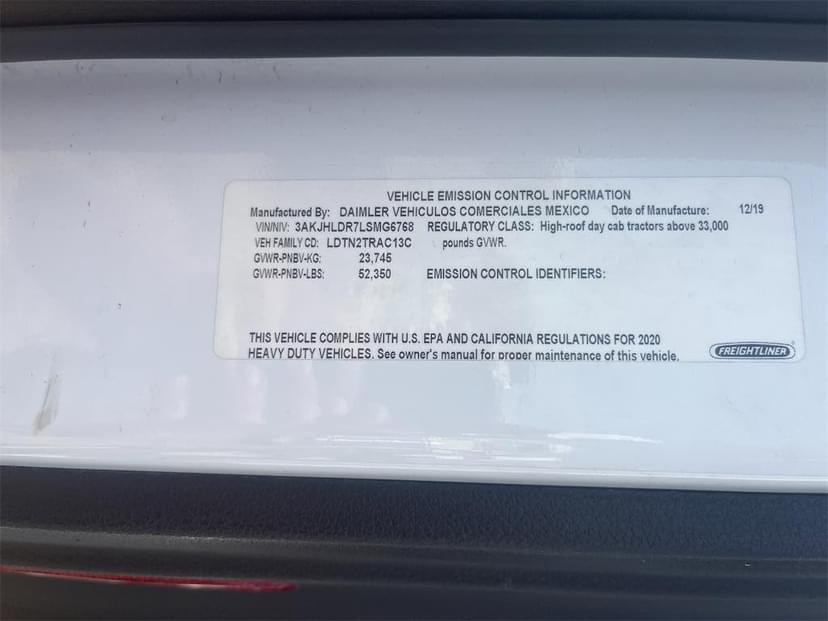 VEHICLE EMISSION CONTROL INFORMATION
Manufactured By: DAIMLER VEHICULOS COMERCIALES MEXICO Date of Manufacture: 12/19
VIN/NIV: 3AKJHLDR7LSMG6768 REGULATORY CLASS: High-roof day cab tractors above 33,000
VEH FAMILY CD: LDTN2TRAC13C pounds GVWR.
GVWR-PNBV-KG: 23,745
GVWR-PNBV-LBS: 52,350 EMISSION CONTROL IDENTIFIERS:
THIS VEHICLE COMPLIES WITH U.S. EPA AND CALIFORNIA REGULATIONS FOR 2020
HEAVY DUTY VEHICLES. See owner's manual for proper maintenance of this vehicle.
FREIGHTLINER